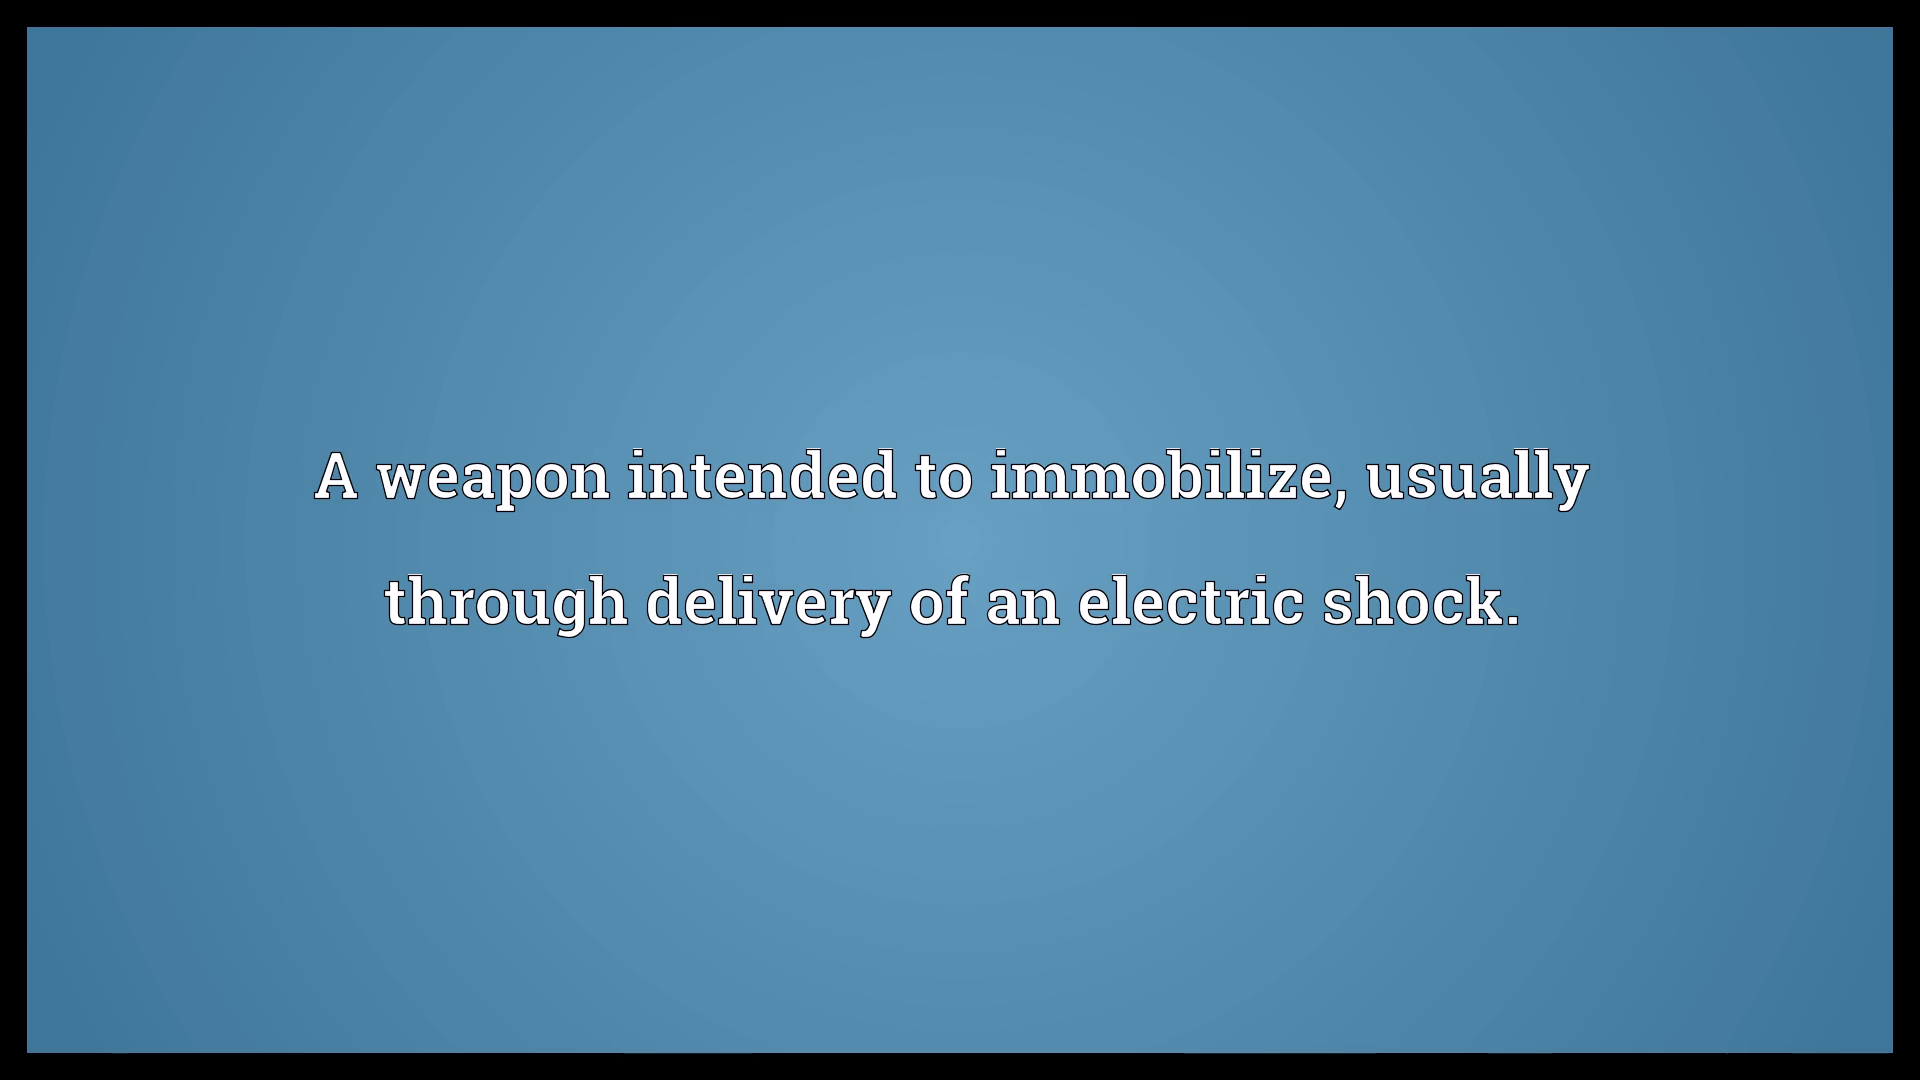 A weapon intended to immobilize, usually
through delivery of an electric shock.